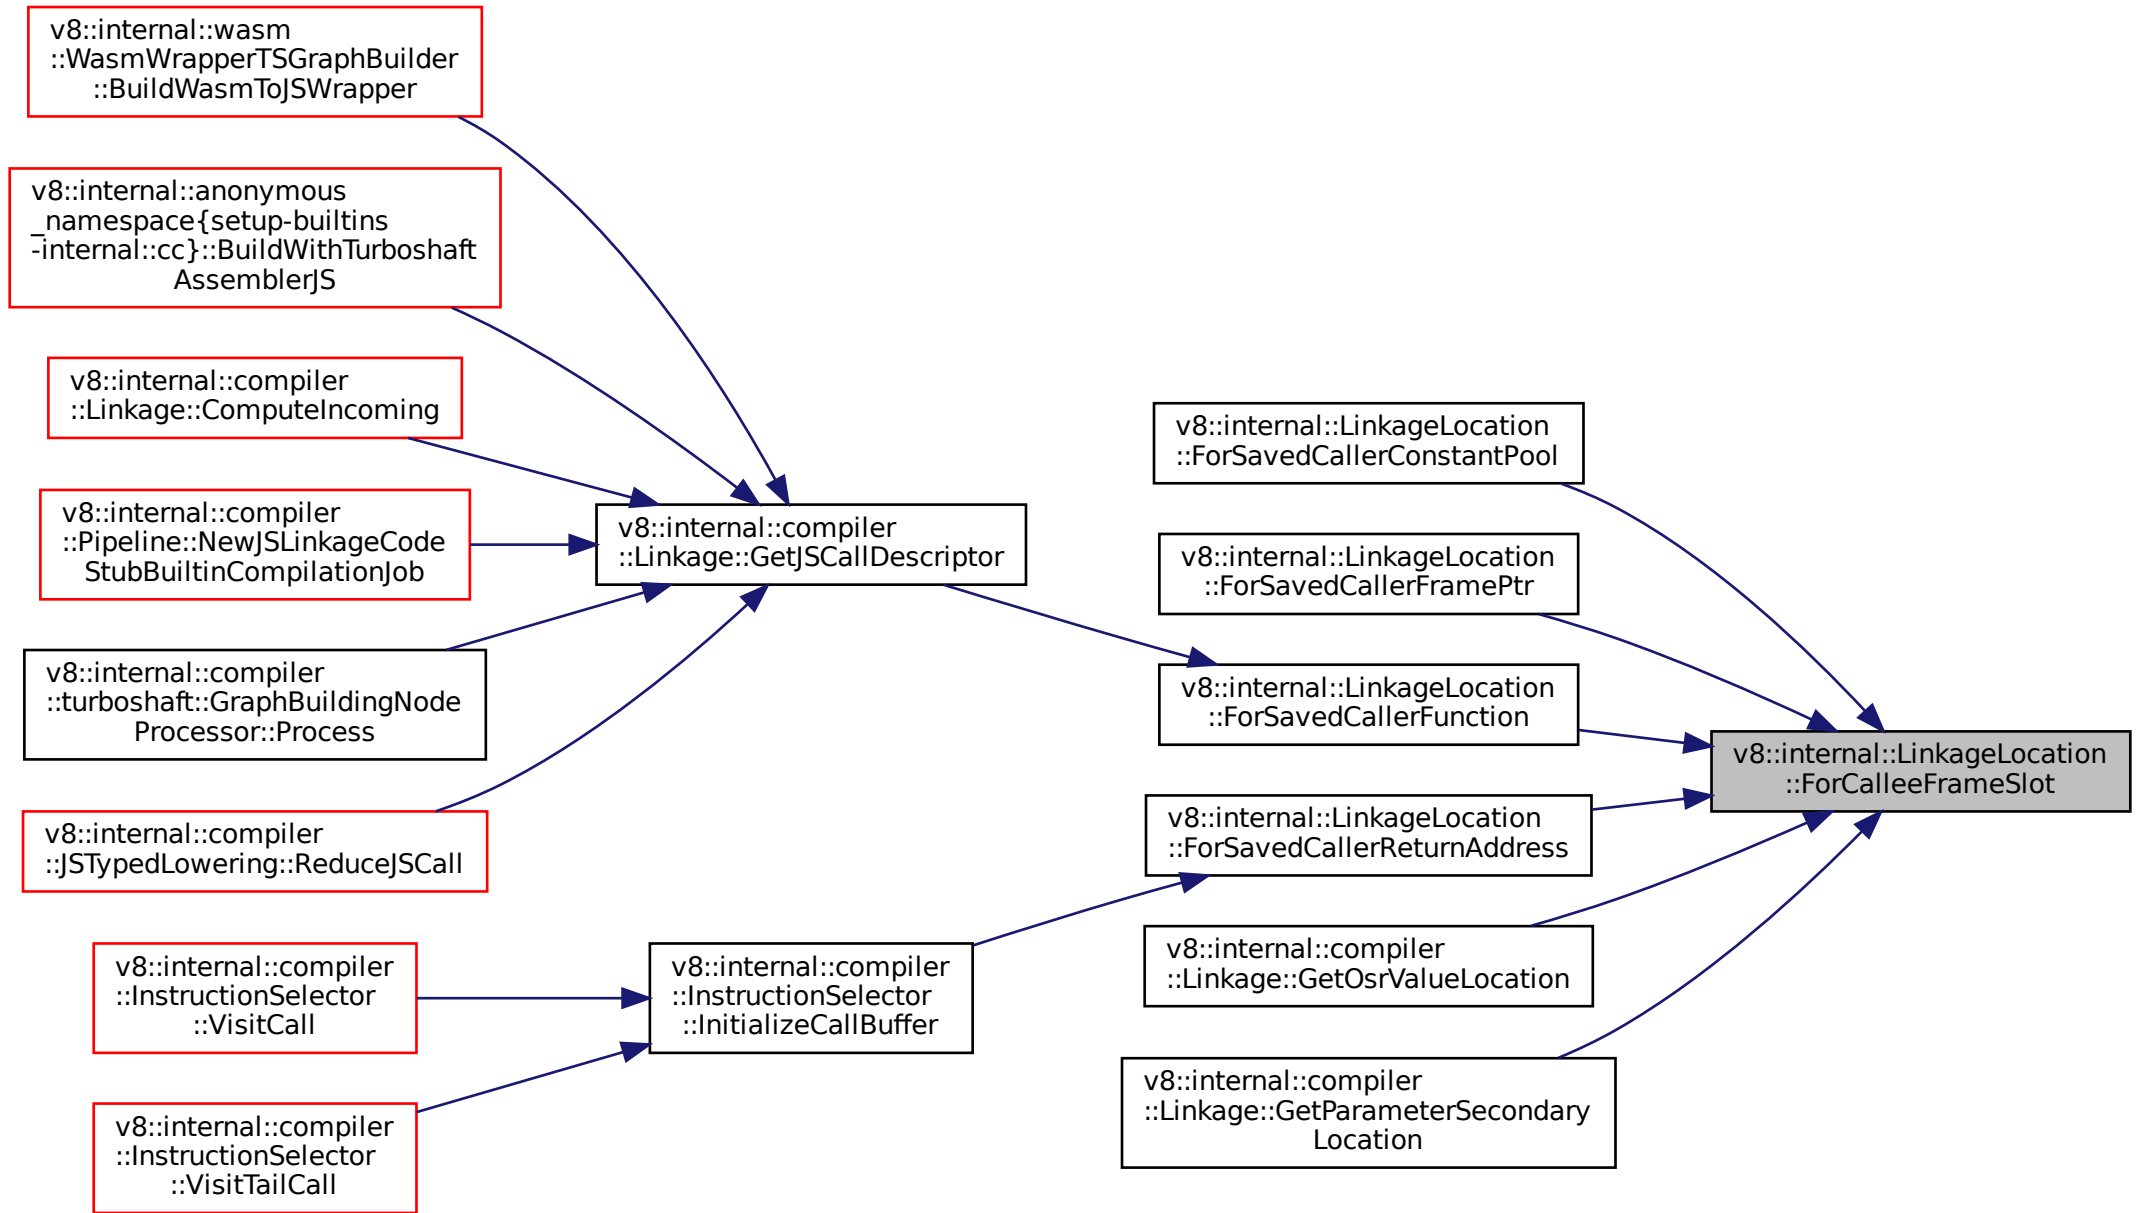 v8::internal::wasm
::WasmWrapperTSGraphBuilder
::BuildWasmToJSWrapper
v8::internal::anonymous
_namespace{setup-builtins
-internal::cc}::BuildWithTurboshaft
AssemblerJS
v8::internal::compiler
::Linkage::ComputeIncoming
v8::internal::compiler
::Pipeline::NewJSLinkageCode
StubBuiltinCompilationJob
v8::internal::compiler
::turboshaft::GraphBuildingNode
Processor::Process
v8::internal::compiler
::JSTypedLowering::ReduceJSCall
v8::internal::compiler
::InstructionSelector
::VisitCall
v8::internal::compiler
::InstructionSelector
::VisitTailCall
v8::internal::compiler
::Linkage::GetJSCallDescriptor
v8::internal::compiler
::InstructionSelector
::InitializeCallBuffer
v8::internal::LinkageLocation
::ForSavedCallerConstantPool
v8::internal::LinkageLocation
::ForSavedCallerFramePtr
v8::internal::LinkageLocation
::ForSavedCallerFunction
v8::internal::LinkageLocation
::ForSavedCallerReturnAddress
v8::internal::compiler
::Linkage::GetOsrValueLocation
v8::internal::compiler
::Linkage::GetParameterSecondary
Location
v8::internal::LinkageLocation
::ForCalleeFrameSlot